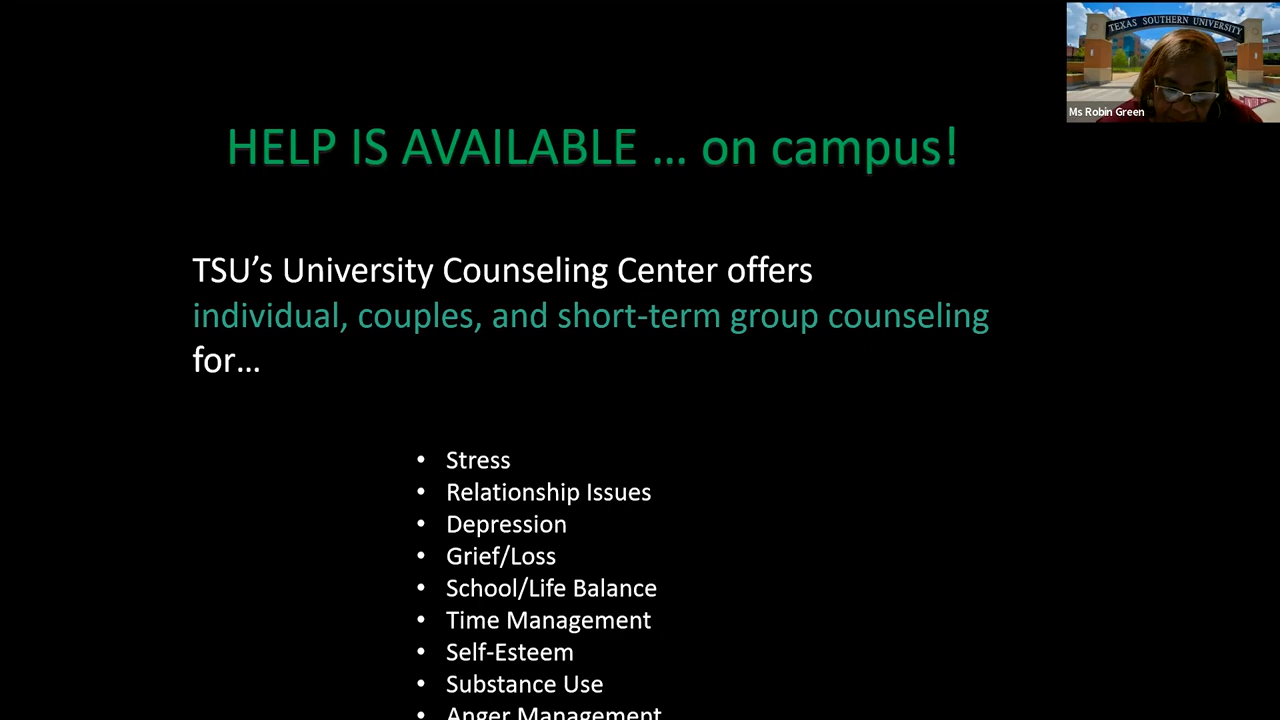 TEXAS SOUTHERN UNIVERSITY
Ms Robin Green
HELP IS AVAILABLE ... on campus!
TSU’s University Counseling Center offers
individual, couples, and short-term group counseling
for...
• Stress
• Relationship Issues
• Depression
• Grief/Loss
• School/Life Balance
• Time Management
• Self-Esteem
• Substance Use
• Anger Management